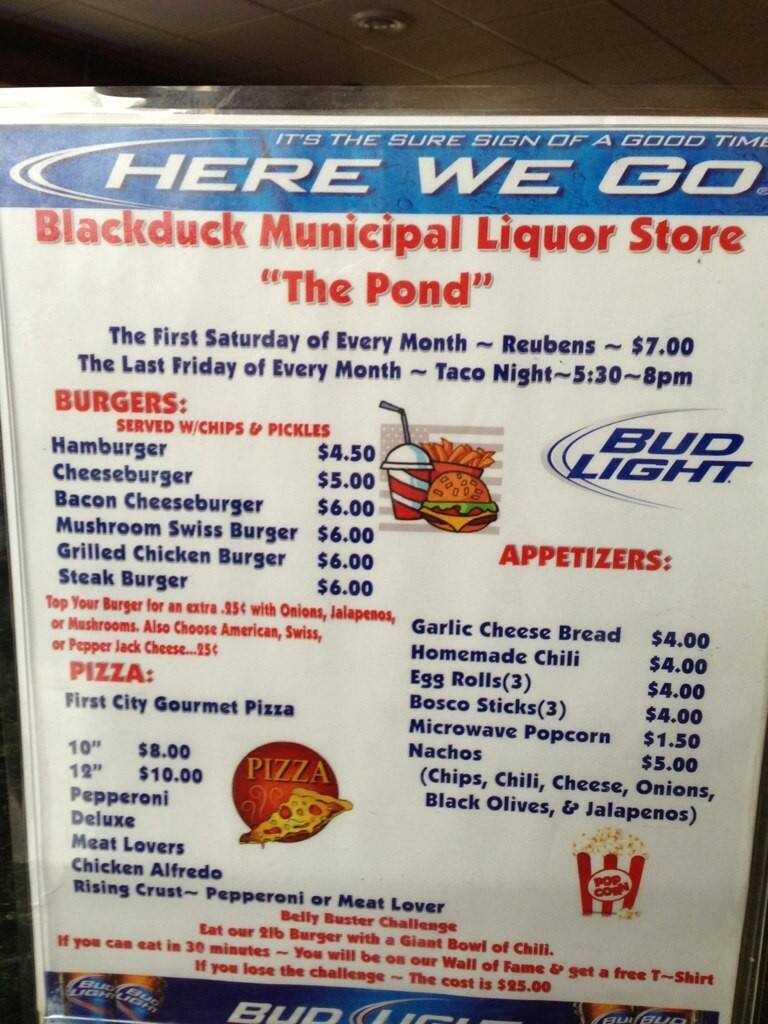 IT'S THE SURE SIGN OF A GOOD TIME
HERE WE GO
Blackduck Municipal Liquor Store
"The Pond"
The First Saturday of Every Month ~ Reubens ~ $7.00
The Last Friday of Every Month ~ Taco Night~5:30~8pm
BURGERS:
SERVED W/CHIPS & PICKLES
Hamburger $4.50
Cheeseburger $5.00
Bacon Cheeseburger $6.00
Mushroom Swiss Burger $6.00
Grilled Chicken Burger $6.00
Steak Burger $6.00
Top Your Burger for an extra .25¢ with Onions, Jalapenos,
or Mushrooms. Also Choose American, Swiss,
or Pepper Jack Cheese...25¢
BUD
LIGHT.
APPETIZERS:
Garlic Cheese Bread $4.00
Homemade Chili $4.00
Egg Rolls(3) $4.00
Bosco Sticks(3) $4.00
Microwave Popcorn $1.50
Nachos $5.00
(Chips, Chili, Cheese, Onions,
Black Olives, & Jalapenos)
POP
CORN
PIZZA:
First City Gourmet Pizza
10" $8.00
12" $10.00
Pepperoni
Deluxe
Meat Lovers
Chicken Alfredo
Rising Crust~ Pepperoni or Meat Lover
PIZZA
Belly Buster Challenge
Eat our 2lb Burger with a Giant Bowl of Chili.
If you can eat in 30 minutes ~ You will be on our Wall of Fame & get a free T~Shirt
If you lose the challenge ~ The cost is $25.00
BUD LIGHT
BUD LIGHT
BUD LIGHT
BUD BUD